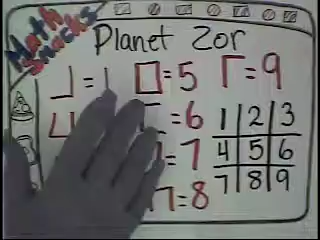 Math Snacks
Planet Zor
= 1
= 5
= 9
= 6
= 7
= 8
1 2 3
4 5 6
7 8 9